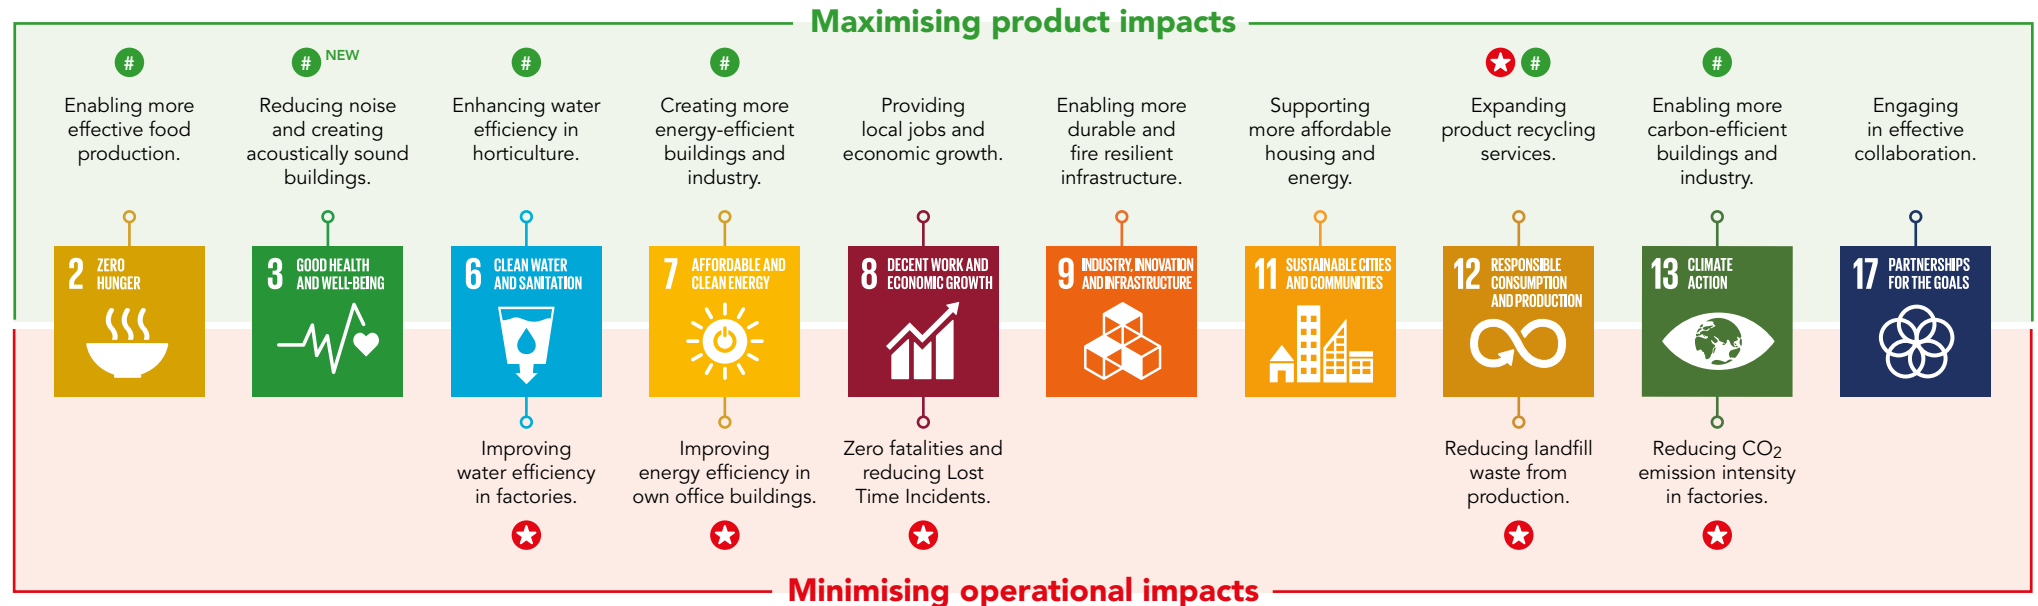 Maximising product impacts
#
Enabling more
effective food
production.
# NEW
Reducing noise
and creating
acoustically sound
buildings.
#
Enhancing water
efficiency in
horticulture.
#
Creating more
energy-efficient
buildings and
industry.
Providing
local jobs and
economic growth.
Enabling more
durable and
fire resilient
infrastructure.
Supporting
more affordable
housing and
energy.
#
Expanding
product recycling
services.
#
Enabling more
carbon-efficient
buildings and
industry.
Engaging
in effective
collaboration.
2 ZERO
HUNGER
3 GOOD HEALTH
AND WELL-BEING
6 CLEAN WATER
AND SANITATION
7 AFFORDABLE AND
CLEAN ENERGY
8 DECENT WORK AND
ECONOMIC GROWTH
9 INDUSTRY, INNOVATION
AND INFRASTRUCTURE
11 SUSTAINABLE CITIES
AND COMMUNITIES
12 RESPONSIBLE
CONSUMPTION
AND PRODUCTION
13 CLIMATE
ACTION
17 PARTNERSHIPS
FOR THE GOALS
Improving
water efficiency
in factories.
Improving
energy efficiency in
own office buildings.
Zero fatalities and
reducing Lost
Time Incidents.
Reducing landfill
waste from
production.
Reducing CO2
emission intensity
in factories.
Minimising operational impacts